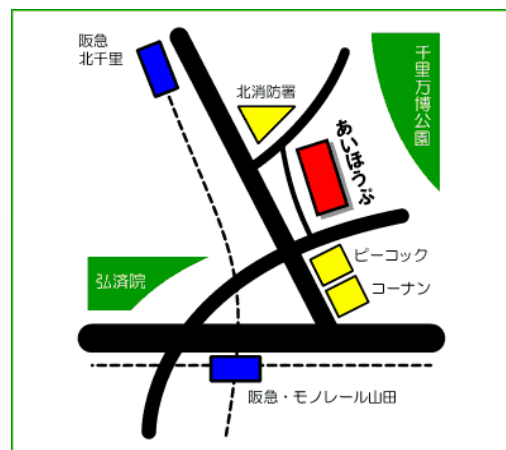 阪急
北千里
北消防署
千里万博公園
あいほうぷ
ピーコック
コーナン
弘済院
阪急・モノレール山田